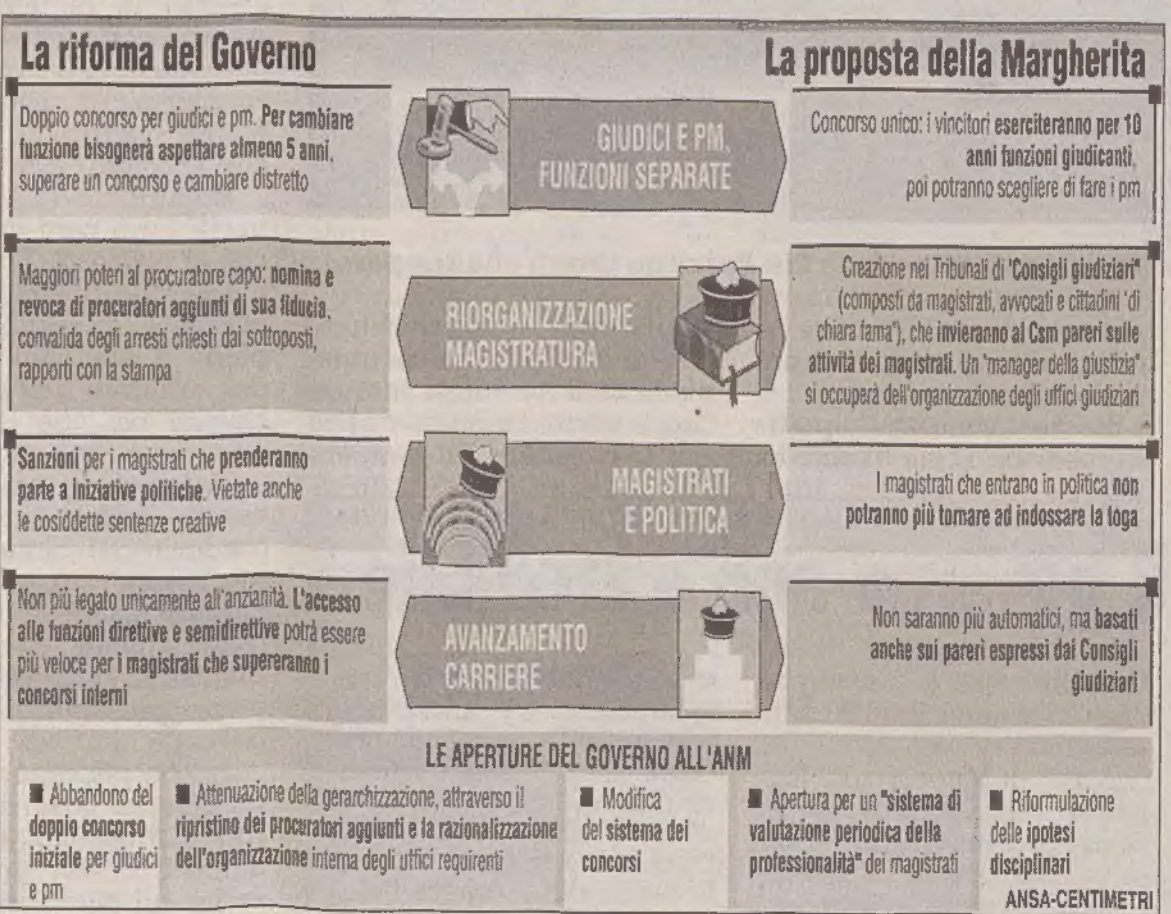 La riforma del Governo
La proposta della Margherita
Doppio concorso per giudici e pm. Per cambiare
funzione bisognerà aspettare almeno 5 anni,
superare un concorso e cambiare distretto
GIUDICI E PM,
FUNZIONI SEPARATE
Concorso unico: i vincitori eserciteranno per 10
anni funzioni giudicanti,
poi potranno scegliere di fare i pm
Maggiori poteri al procuratore capo: nomina e
revoca di procuratori aggiunti di sua fiducia,
convalida degli arresti chiesti dai sottoposti,
rapporti con la stampa
RIORGANIZZAZIONE
MAGISTRATURA
Creazione nei Tribunali di "Consigli giudiziari"
(composti da magistrati, avvocati e cittadini "di
chiara fama"), che invieranno al Csm pareri sulle
attività dei magistrati. Un "manager della giustizia"
si occuperà dell'organizzazione degli uffici giudiziari
Sanzioni per i magistrati che prenderanno
parte a iniziative politiche. Vietate anche
le cosiddette sentenze creative
MAGISTRATI
E POLITICA
I magistrati che entrano in politica non
potranno più tornare ad indossare la toga
Non più legato unicamente all'anzianità. L'accesso
alle funzioni direttive e semidirettive potrà essere
più veloce per i magistrati che supereranno i
concorsi interni
AVANZAMENTO
CARRIERE
Non saranno più automatici, ma basati
anche sui pareri espressi dai Consigli
giudiziari
LE APERTURE DEL GOVERNO ALL'ANM
■ Abbandono del
doppio concorso
iniziale per giudici
e pm
■ Attenuazione della gerarchizzazione, attraverso il
ripristino dei procuratori aggiunti e la razionalizzazione
dell'organizzazione interna degli uffici requirenti
■ Modifica
del sistema dei
concorsi
■ Apertura per un "sistema di
valutazione periodica della
professionalità" dei magistrati
■ Riformulazione
delle ipotesi
disciplinari
ANSA-CENTIMETRI